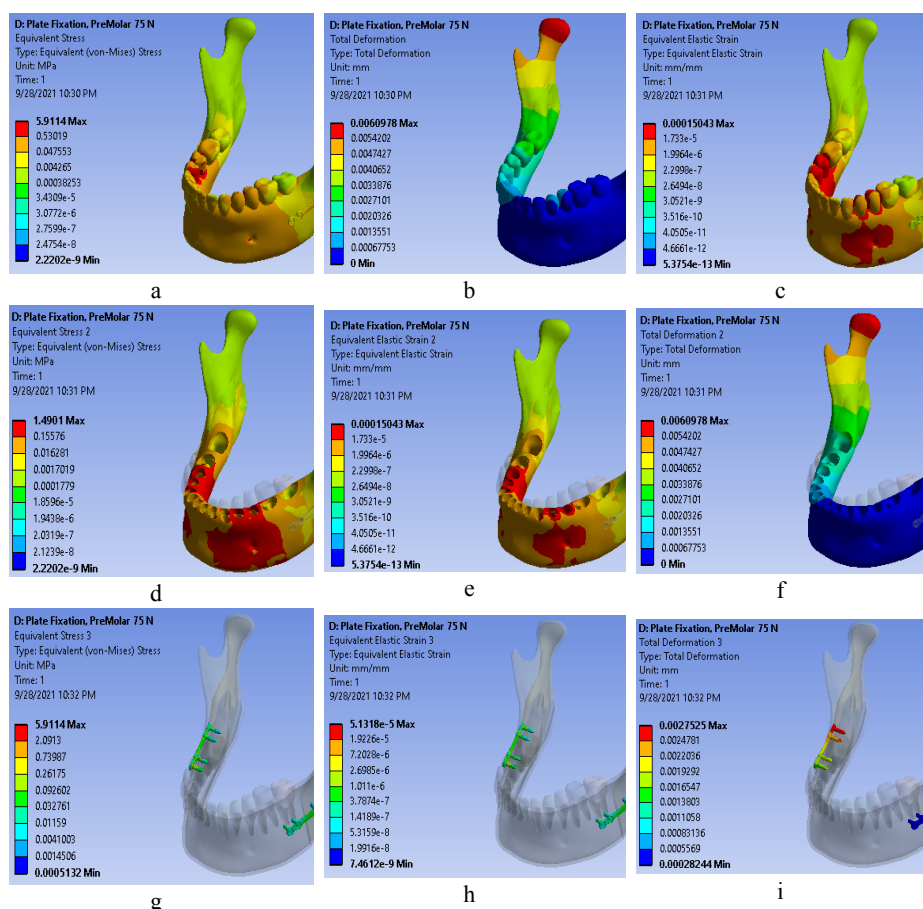 D: Plate Fixation, PreMolar 75 N
Equivalent Stress
Type: Equivalent (von-Mises) Stress
Unit: MPa
Time: 1
9/28/2021 10:30 PM
5.9114 Max
0.53019
0.047553
0.004265
0.00038253
3.4309e-5
3.0772e-6
2.7599e-7
2.4754e-8
2.2202e-9 Min
a
D: Plate Fixation, PreMolar 75 N
Total Deformation
Type: Total Deformation
Unit: mm
Time: 1
9/28/2021 10:30 PM
0.0060978 Max
0.0054202
0.0047427
0.0040652
0.0033876
0.0027101
0.0020326
0.0013551
0.00067753
0 Min
b
D: Plate Fixation, PreMolar 75 N
Equivalent Elastic Strain
Type: Equivalent Elastic Strain
Unit: mm/mm
Time: 1
9/28/2021 10:31 PM
0.00015043 Max
1.733e-5
1.9964e-6
2.2998e-7
2.6494e-8
3.0521e-9
3.516e-10
4.0505e-11
4.6661e-12
5.3754e-13 Min
c
D: Plate Fixation, PreMolar 75 N
Equivalent Stress 2
Type: Equivalent (von-Mises) Stress
Unit: MPa
Time: 1
9/28/2021 10:31 PM
1.4901 Max
0.15576
0.016281
0.0017019
0.0001779
1.8596e-5
1.9438e-6
2.0319e-7
2.1239e-8
2.2202e-9 Min
d
D: Plate Fixation, PreMolar 75 N
Equivalent Elastic Strain 2
Type: Equivalent Elastic Strain
Unit: mm/mm
Time: 1
9/28/2021 10:31 PM
0.00015043 Max
1.733e-5
1.9964e-6
2.2998e-7
2.6494e-8
3.0521e-9
3.516e-10
4.0505e-11
4.6661e-12
5.3754e-13 Min
e
D: Plate Fixation, PreMolar 75 N
Total Deformation 2
Type: Total Deformation
Unit: mm
Time: 1
9/28/2021 10:31 PM
0.0060978 Max
0.0054202
0.0047427
0.0040652
0.0033876
0.0027101
0.0020326
0.0013551
0.00067753
0 Min
f
D: Plate Fixation, PreMolar 75 N
Equivalent Stress 3
Type: Equivalent (von-Mises) Stress
Unit: MPa
Time: 1
9/28/2021 10:32 PM
5.9114 Max
2.0913
0.73987
0.26175
0.092602
0.032761
0.01159
0.0041003
0.0014506
0.0005132 Min
g
D: Plate Fixation, PreMolar 75 N
Equivalent Elastic Strain 3
Type: Equivalent Elastic Strain
Unit: mm/mm
Time: 1
9/28/2021 10:32 PM
5.1318e-5 Max
1.9226e-5
7.2028e-6
2.6985e-6
1.011e-6
3.7874e-7
1.4189e-7
5.3159e-8
1.9916e-8
7.4612e-9 Min
h
D: Plate Fixation, PreMolar 75 N
Total Deformation 3
Type: Total Deformation
Unit: mm
Time: 1
9/28/2021 10:32 PM
0.0027525 Max
0.0024781
0.0022036
0.0019292
0.0016547
0.0013803
0.0011058
0.00083136
0.0005569
0.00028244 Min
i